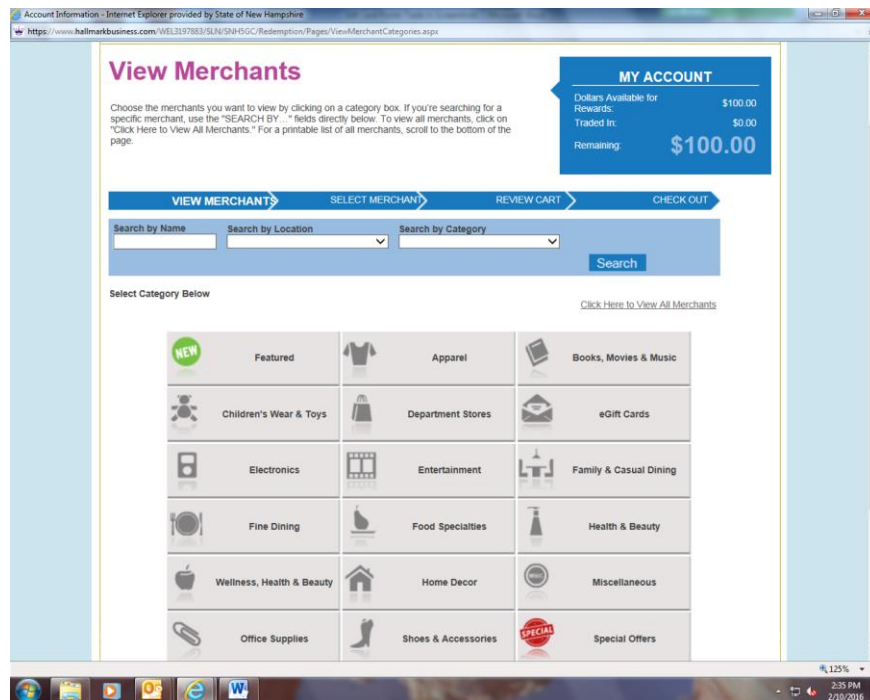 Account Information - Internet Explorer provided by State of New Hampshire
https://www.hallmarkbusiness.com/WEL3197883/SLN/SNH5GC/Redemption/Pages/ViewMerchantCategories.aspx
View Merchants
Choose the merchants you want to view by clicking on a category box. If you're searching for a
specific merchant, use the "SEARCH BY..." fields directly below. To view all merchants, click on
"Click Here to View All Merchants." For a printable list of all merchants, scroll to the bottom of the
page.
MY ACCOUNT
Dollars Available for
Rewards: $100.00
Traded In: $0.00
Remaining: $100.00
VIEW MERCHANTS SELECT MERCHANT REVIEW CART CHECK OUT
Search by Name Search by Location Search by Category
Search
Select Category Below
Click Here to View All Merchants
NEW Featured Apparel Books, Movies & Music
Children's Wear & Toys Department Stores eGift Cards
Electronics Entertainment Family & Casual Dining
Fine Dining Food Specialties Health & Beauty
Wellness, Health & Beauty Home Decor Miscellaneous
Office Supplies Shoes & Accessories SPECIAL Special Offers
125%
2:35 PM
2/10/2016